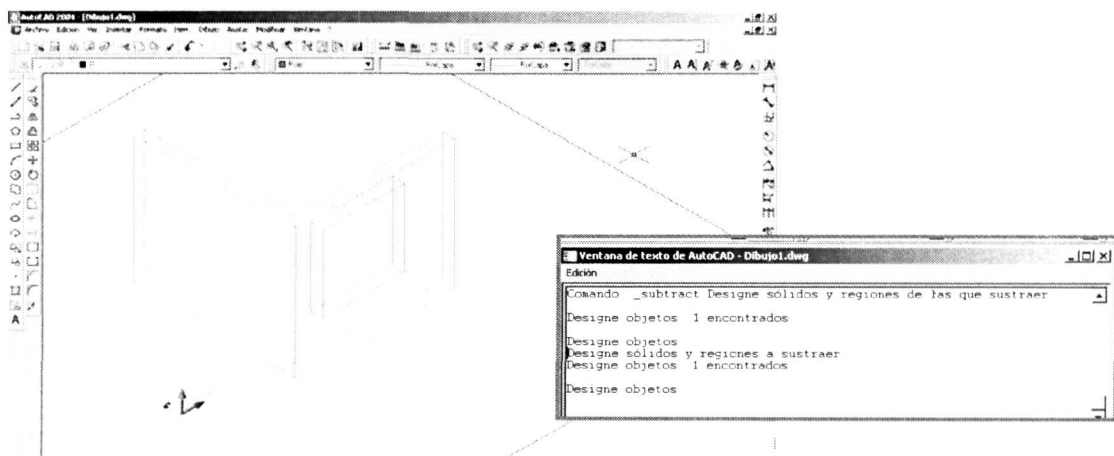 AutoCAD 2004 - [Dibujo1.dwg]
Archivo Edición Ver Insertar Formato Herr. Dibujo Acotar Modificar Ventana ?
PorCapa
PorCapa
Ventana de texto de AutoCAD - Dibujo1.dwg
Edición
Comando _subtract Designe sólidos y regiones de las que sustraer
Designe objetos 1 encontrados
Designe objetos
Designe sólidos y regiones a sustraer
Designe objetos 1 encontrados
Designe objetos